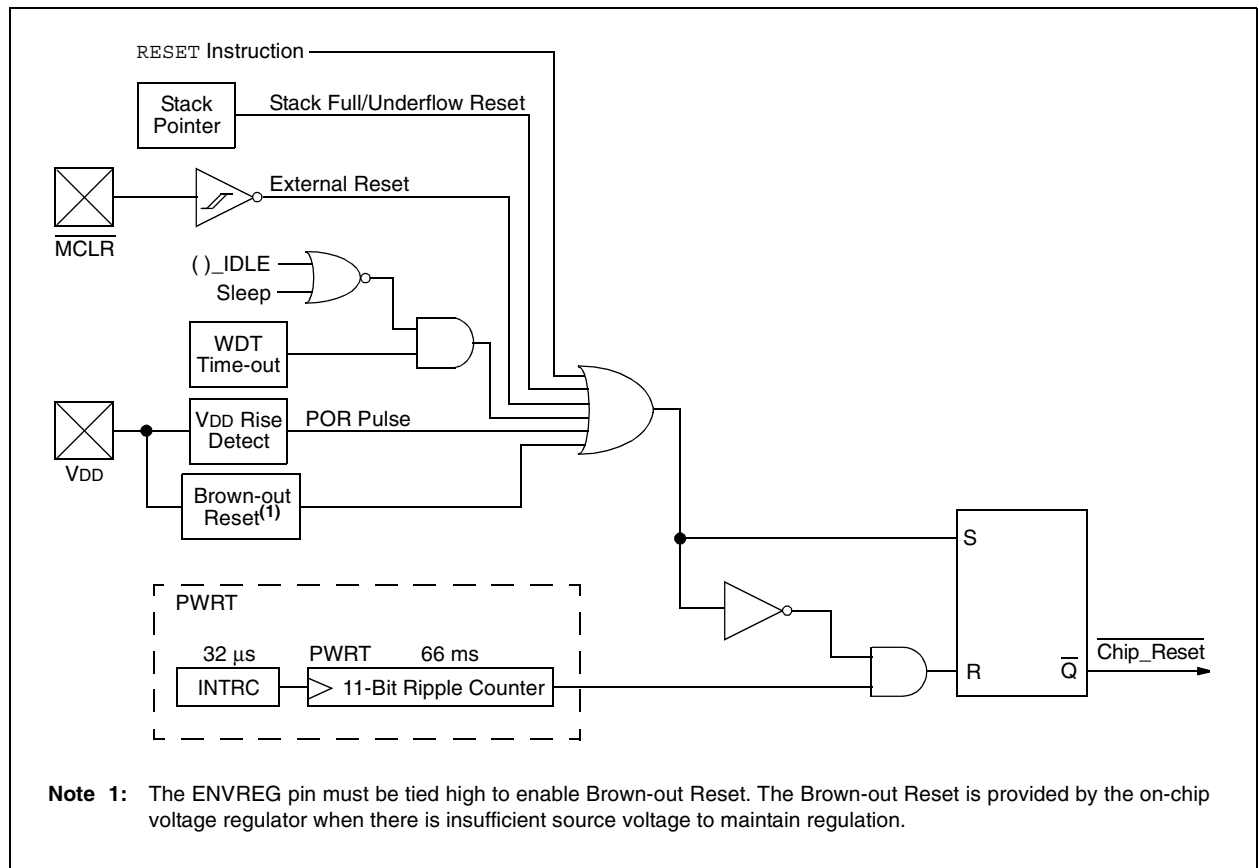 RESET Instruction
Stack
Pointer
Stack Full/Underflow Reset
External Reset
MCLR
( )_IDLE
Sleep
WDT
Time-out
VDD Rise
Detect
POR Pulse
VDD
Brown-out
Reset(1)
S
PWRT
32 μs
PWRT
66 ms
INTRC
11-Bit Ripple Counter
R
Q
Chip_Reset
Note 1: The ENVREG pin must be tied high to enable Brown-out Reset. The Brown-out Reset is provided by the on-chip
voltage regulator when there is insufficient source voltage to maintain regulation.